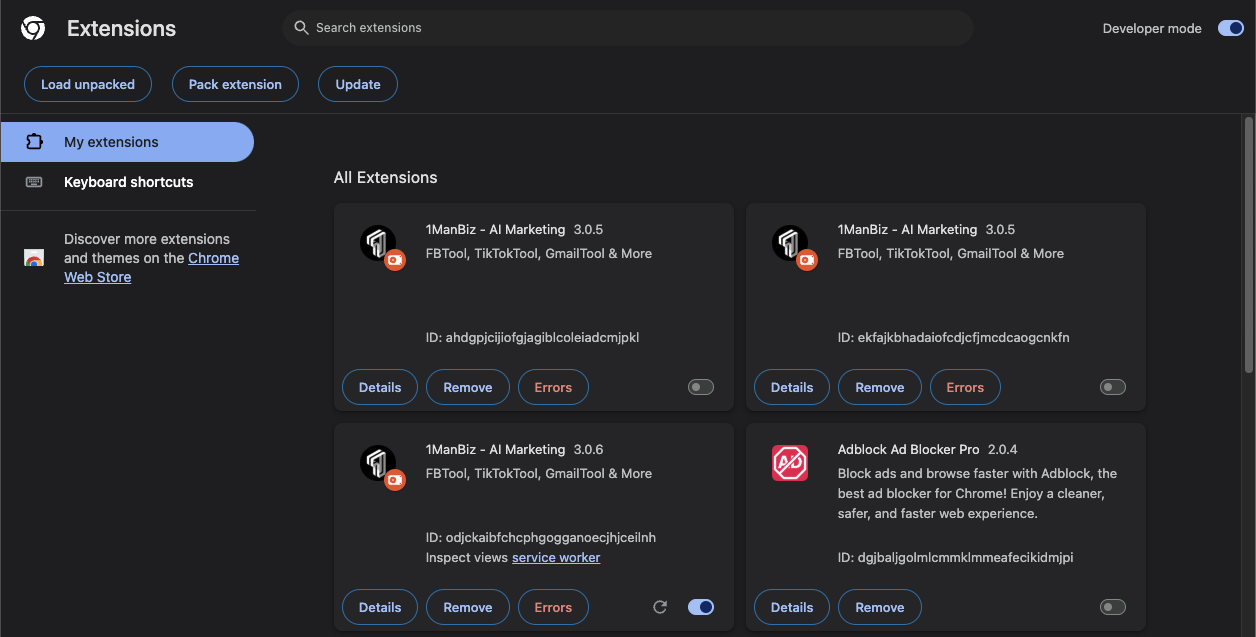 Extensions
Search extensions
Developer mode
Load unpacked
Pack extension
Update
My extensions
Keyboard shortcuts
Discover more extensions
and themes on the Chrome
Web Store
All Extensions
1ManBiz - AI Marketing 3.0.5
FBTool, TikTokTool, GmailTool & More
ID: ahdgpjcijiofgjagiblcoleiadcmjpkl
Details
Remove
Errors
1ManBiz - AI Marketing 3.0.5
FBTool, TikTokTool, GmailTool & More
ID: ekfajkbhadaiofcdjcfjmcdcaogcnkfn
Details
Remove
Errors
1ManBiz - AI Marketing 3.0.6
FBTool, TikTokTool, GmailTool & More
ID: odjckaibfchcphgogganoecjhjceilnh
Inspect views service worker
Details
Remove
Errors
AD
Adblock Ad Blocker Pro 2.0.4
Block ads and browse faster with Adblock, the
best ad blocker for Chrome! Enjoy a cleaner,
safer, and faster web experience.
ID: dgjbaljgolmlcmmklmmeafecikidmjpi
Details
Remove